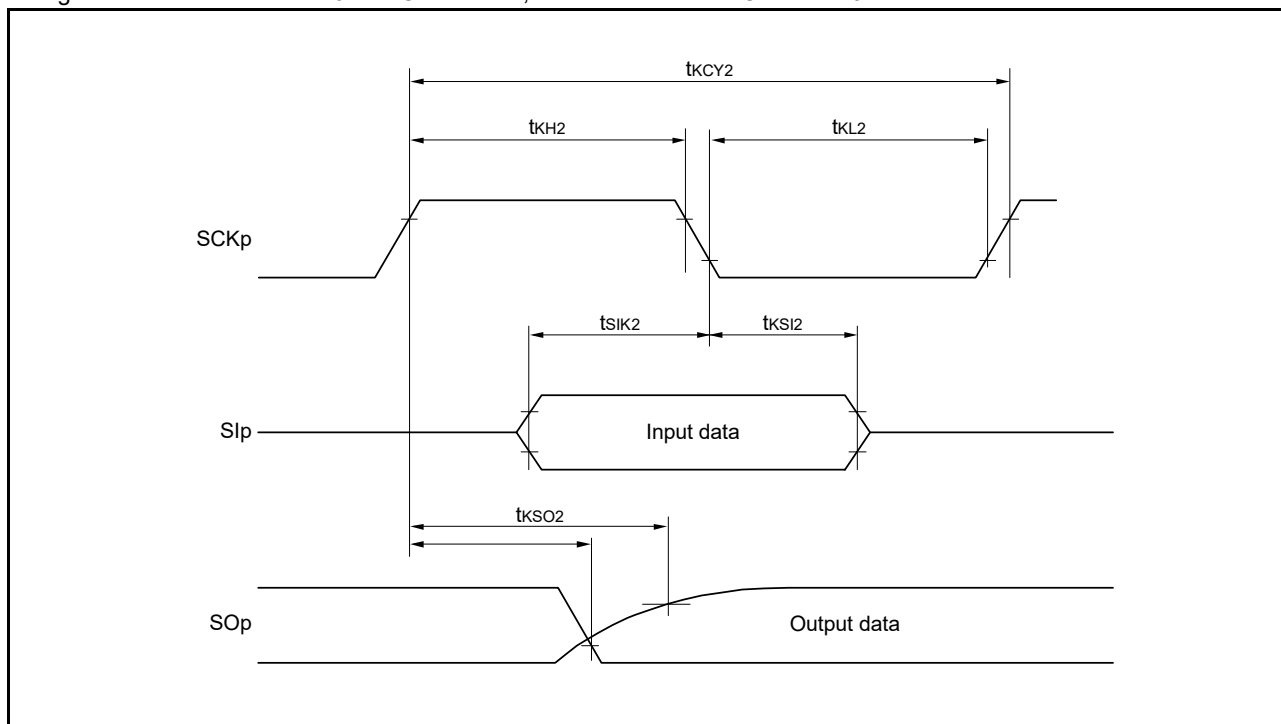 tKCY2
tKH2
tKL2
SCKp
tSIK2
tKSI2
SIp
Input data
tKSO2
SOp
Output data